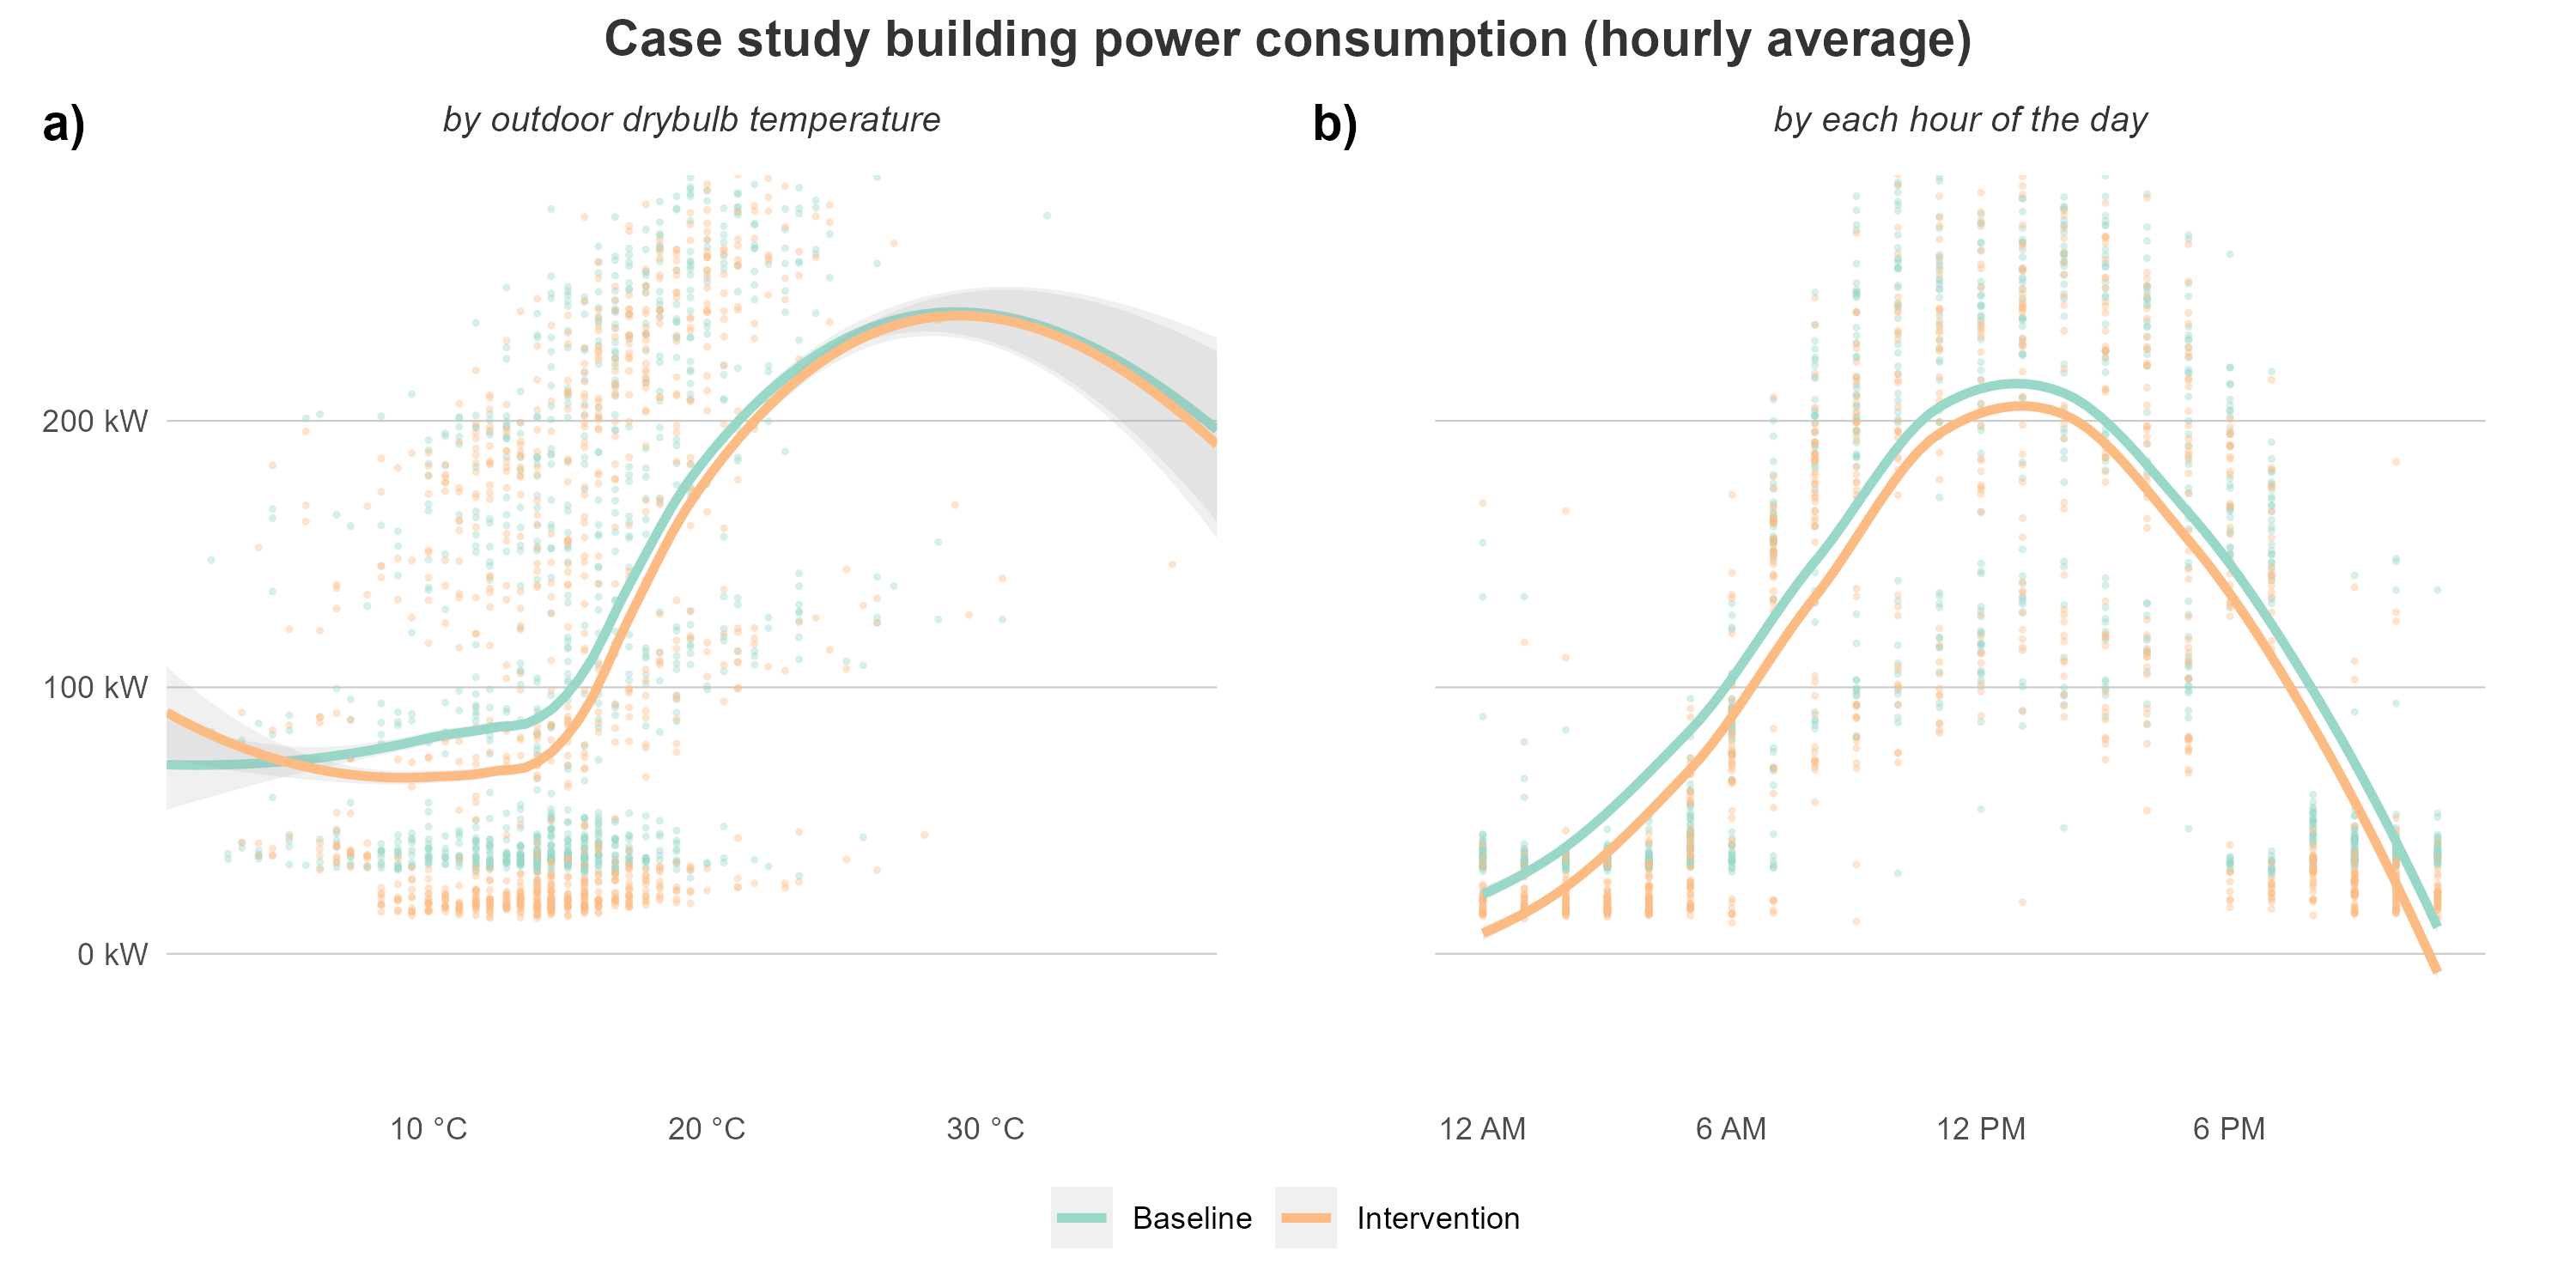 Case study building power consumption (hourly average)
a)
by outdoor drybulb temperature
200 kW
100 kW
0 kW
10 °C 20 °C 30 °C
b)
by each hour of the day
12 AM 6 AM 12 PM 6 PM
Baseline Intervention